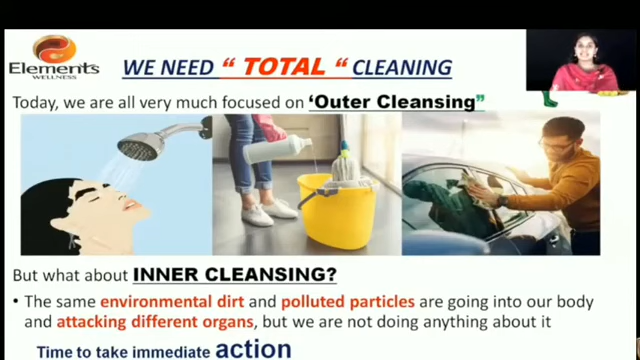 Elements
WELLNESS
WE NEED “ TOTAL “ CLEANING
Today, we are all very much focused on ‘Outer Cleansing”
But what about INNER CLEANSING?
• The same environmental dirt and polluted particles are going into our body
and attacking different organs, but we are not doing anything about it
Time to take immediate action